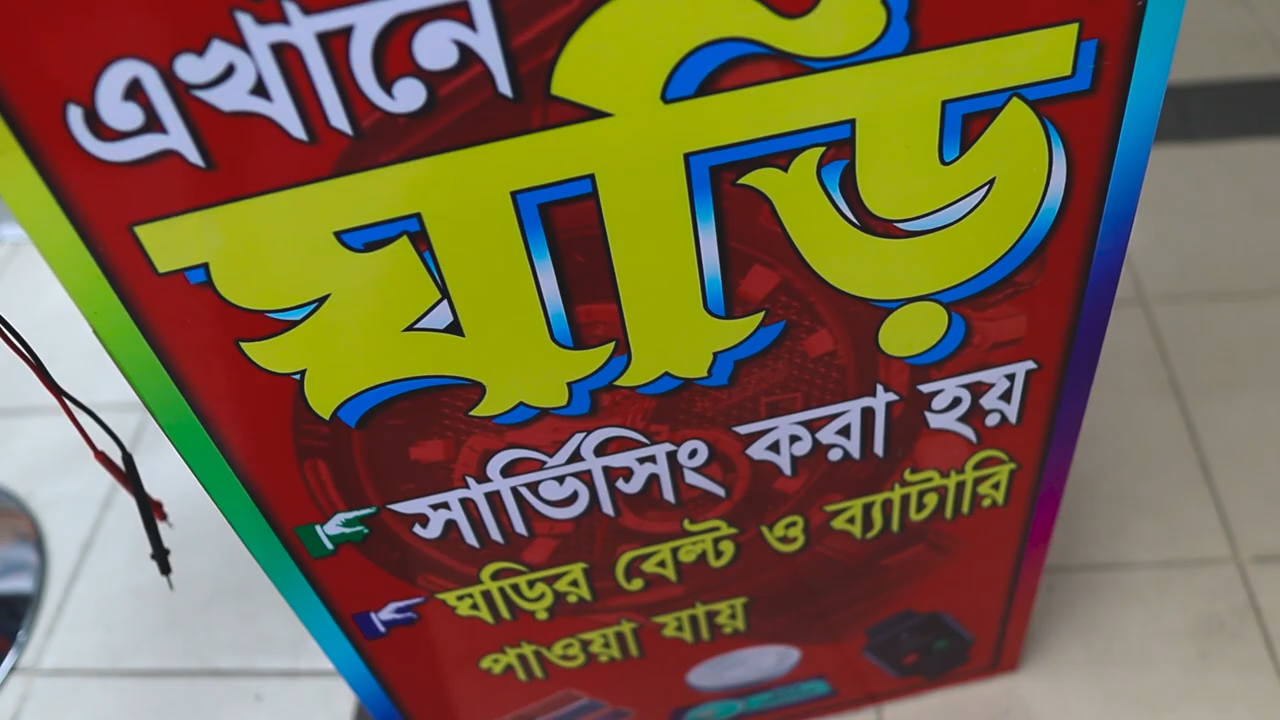 এখানে
ঘড়ি
সার্ভিসিং করা হয়
ঘড়ির বেল্ট ও ব্যাটারি
পাওয়া যায়